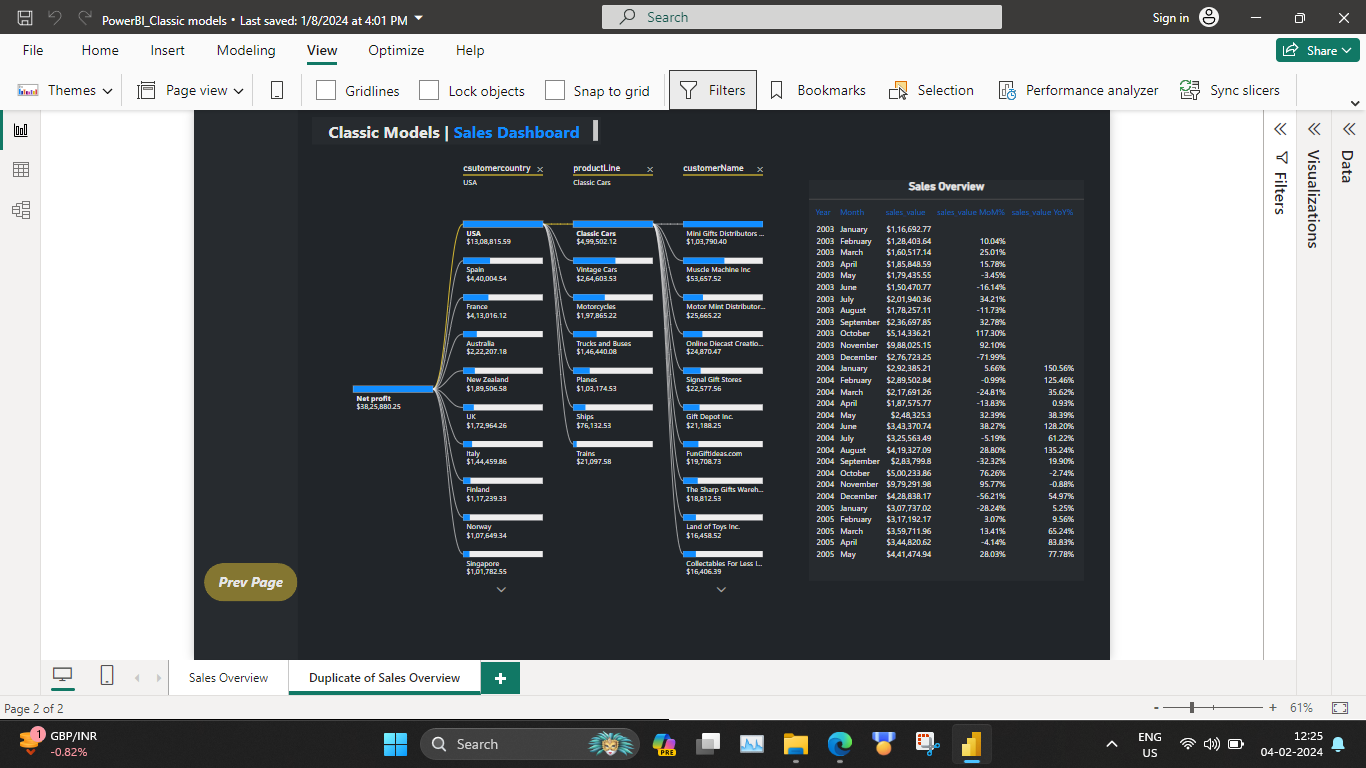 PowerBI_Classic models • Last saved: 1/8/2024 at 4:01 PM
Search
Sign in
File Home Insert Modeling View Optimize Help
Share
Themes Page view Gridlines Lock objects Snap to grid Filters Bookmarks Selection Performance analyzer Sync slicers
Classic Models | Sales Dashboard
csutomercountry
USA
productLine
Classic Cars
customerName
Net profit
$38,25,880.25
USA
$13,08,815.59
Spain
$4,40,004.54
France
$4,13,016.12
Australia
$2,22,207.18
New Zealand
$1,89,506.58
UK
$1,72,964.26
Italy
$1,44,459.86
Finland
$1,17,239.33
Norway
$1,07,649.34
Singapore
$1,01,782.55
Classic Cars
$4,99,502.12
Vintage Cars
$2,64,603.53
Motorcycles
$1,97,865.22
Trucks and Buses
$1,46,440.08
Planes
$1,03,174.53
Ships
$76,132.53
Trains
$21,097.58
Mini Gifts Distributors ...
$1,03,790.40
Muscle Machine Inc
$53,657.52
Motor Mint Distributor...
$25,665.22
Online Diecast Creatio...
$24,870.47
Signal Gift Stores
$22,577.56
Gift Depot Inc.
$21,188.25
FunGiftIdeas.com
$19,708.73
The Sharp Gifts Wareh...
$18,812.53
Land of Toys Inc.
$16,458.52
Collectables For Less I...
$16,406.39
Sales Overview
Year Month sales_value sales_value MoM% sales_value YoY%
2003 January $1,16,692.77
2003 February $1,28,403.64 10.04%
2003 March $1,60,517.14 25.01%
2003 April $1,85,848.59 15.78%
2003 May $1,79,435.55 -3.45%
2003 June $1,50,470.77 -16.14%
2003 July $2,01,940.36 34.21%
2003 August $1,78,257.11 -11.73%
2003 September $2,36,697.85 32.78%
2003 October $5,14,336.21 117.30%
2003 November $9,88,025.15 92.10%
2003 December $2,76,723.25 -71.99%
2004 January $2,92,385.21 5.66% 150.56%
2004 February $2,89,502.84 -0.99% 125.46%
2004 March $2,17,691.26 -24.81% 35.62%
2004 April $1,87,575.77 -13.83% 0.93%
2004 May $2,48,325.3 32.39% 38.39%
2004 June $3,43,370.74 38.27% 128.20%
2004 July $3,25,563.49 -5.19% 61.22%
2004 August $4,19,327.09 28.80% 135.24%
2004 September $2,83,799.8 -32.32% 19.90%
2004 October $5,00,233.86 76.26% -2.74%
2004 November $9,79,291.98 95.77% -0.88%
2004 December $4,28,838.17 -56.21% 54.97%
2005 January $3,07,737.02 -28.24% 5.25%
2005 February $3,17,192.17 3.07% 9.56%
2005 March $3,59,711.96 13.41% 65.24%
2005 April $3,44,820.62 -4.14% 83.83%
2005 May $4,41,474.94 28.03% 77.78%
Filters
Visualizations
Data
Prev Page
Sales Overview
Duplicate of Sales Overview
Page 2 of 2
61%
1
GBP/INR
-0.82%
Search
PRE
ENG
US
12:25
04-02-2024